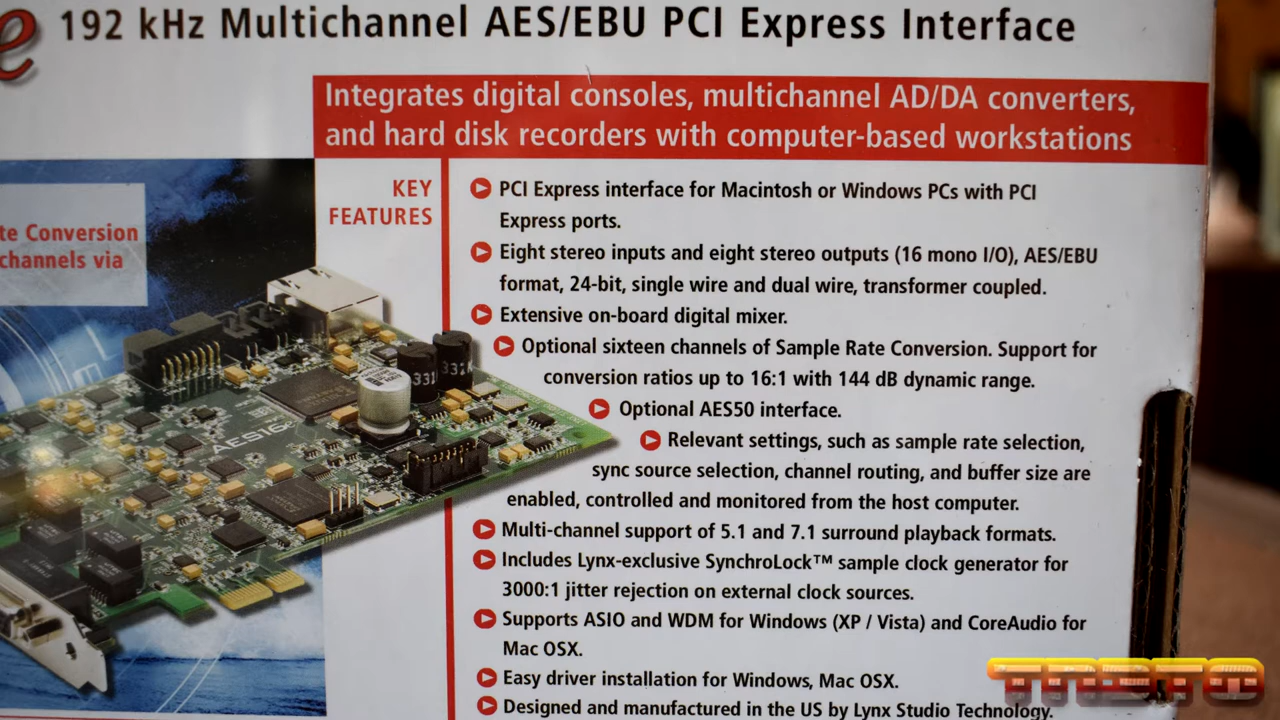 e 192 kHz Multichannel AES/EBU PCI Express Interface
Integrates digital consoles, multichannel AD/DA converters,
and hard disk recorders with computer-based workstations
te Conversion
channels via
KEY
FEATURES
PCI Express interface for Macintosh or Windows PCs with PCI
Express ports.
Eight stereo inputs and eight stereo outputs (16 mono I/O), AES/EBU
format, 24-bit, single wire and dual wire, transformer coupled.
Extensive on-board digital mixer.
Optional sixteen channels of Sample Rate Conversion. Support for
conversion ratios up to 16:1 with 144 dB dynamic range.
Optional AES50 interface.
Relevant settings, such as sample rate selection,
sync source selection, channel routing, and buffer size are
enabled, controlled and monitored from the host computer.
Multi-channel support of 5.1 and 7.1 surround playback formats.
Includes Lynx-exclusive SynchroLock™ sample clock generator for
3000:1 jitter rejection on external clock sources.
Supports ASIO and WDM for Windows (XP / Vista) and CoreAudio for
Mac OSX.
Easy driver installation for Windows, Mac OSX.
Designed and manufactured in the US by Lynx Studio Technology.
AES16e
331
331